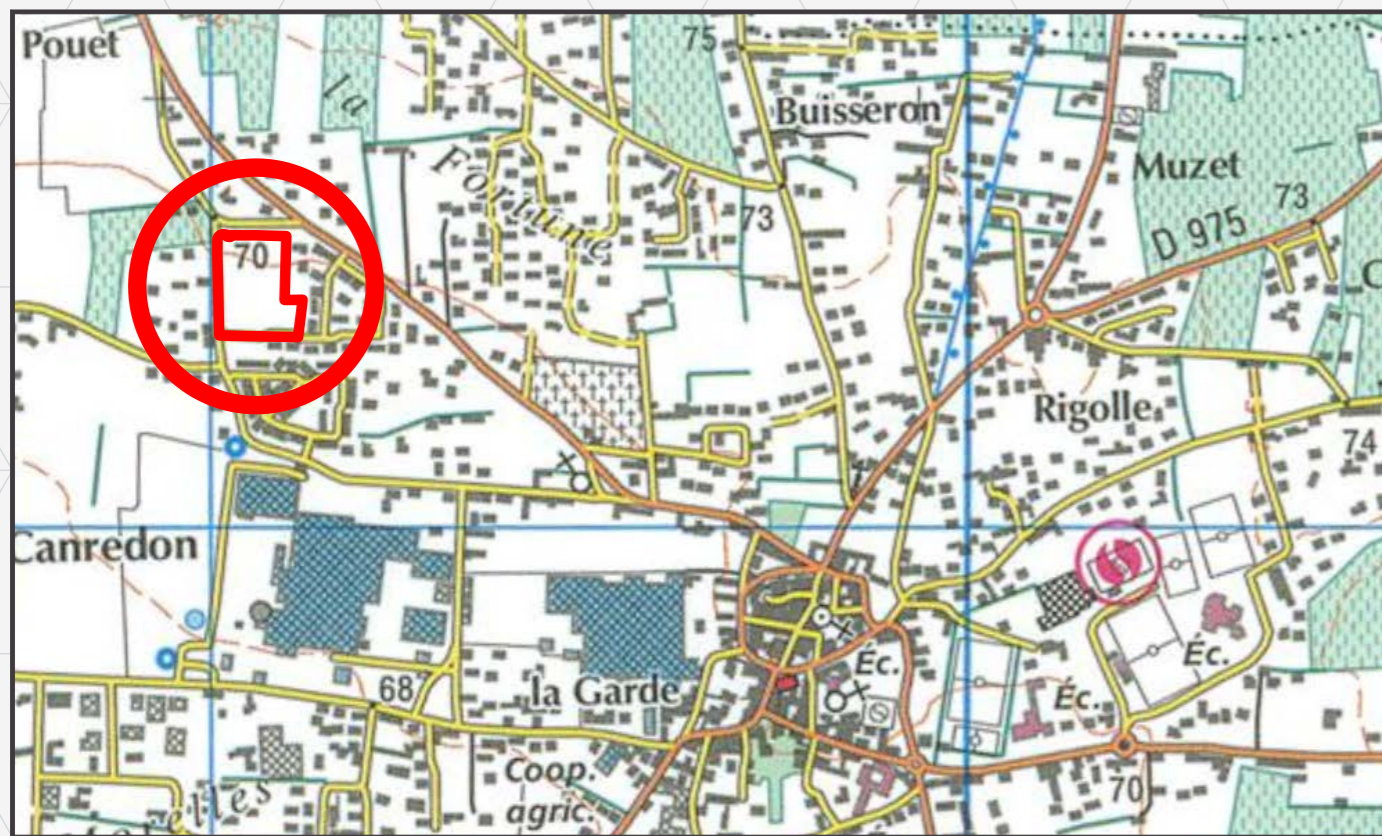 Pouet
75
la
Buisseron
Fortune
Muzet
73
73
D 975
70
C
Rigolle
74
Canredon
Éc.
Éc.
68
la Garde
Éc.
Coop.
agric.
70